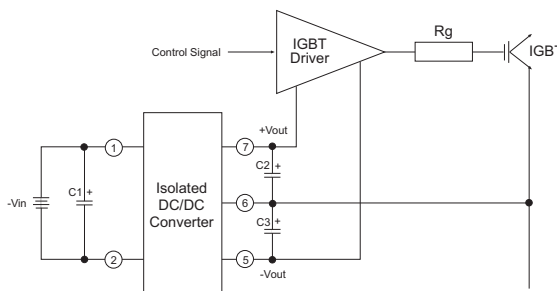 Rg
Control Signal
IGBT
Driver
IGBT
+Vout
1
7
C2 +
C1 +
-Vin
Isolated
DC/DC
Converter
6
C3 +
2
5
-Vout